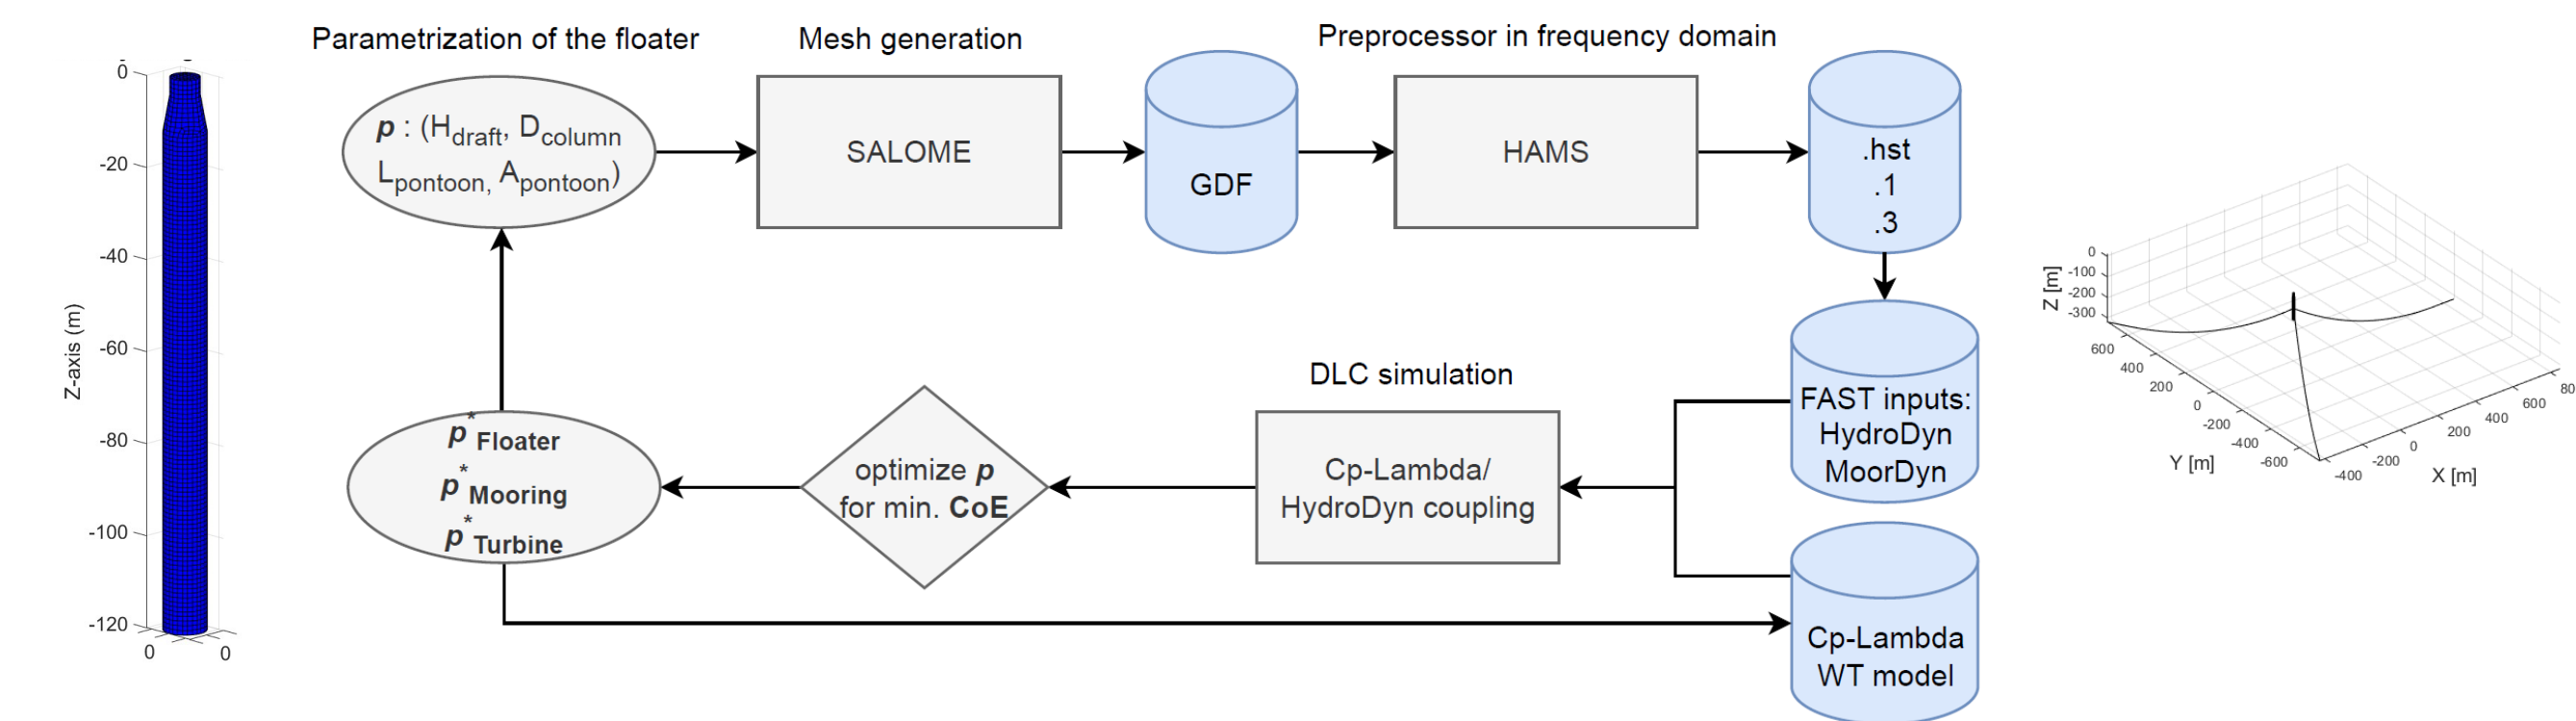 Parametrization of the floater
Mesh generation
Preprocessor in frequency domain
p : (Hdraft, Dcolumn
Lpontoon, Apontoon)
SALOME
GDF
HAMS
.hst
.1
.3
FAST inputs:
HydroDyn
MoorDyn
DLC simulation
Cp-Lambda/
HydroDyn coupling
optimize p
for min. CoE
p* Floater
p* Mooring
p* Turbine
Cp-Lambda
WT model
0
-20
-40
-60
-80
-100
-120
Z-axis (m)
0 0
0
-100
-200
-300
Z [m]
600
400
200
0
-200
-400
-600
Y [m]
-400
-200
0
200
400
600
80
X [m]